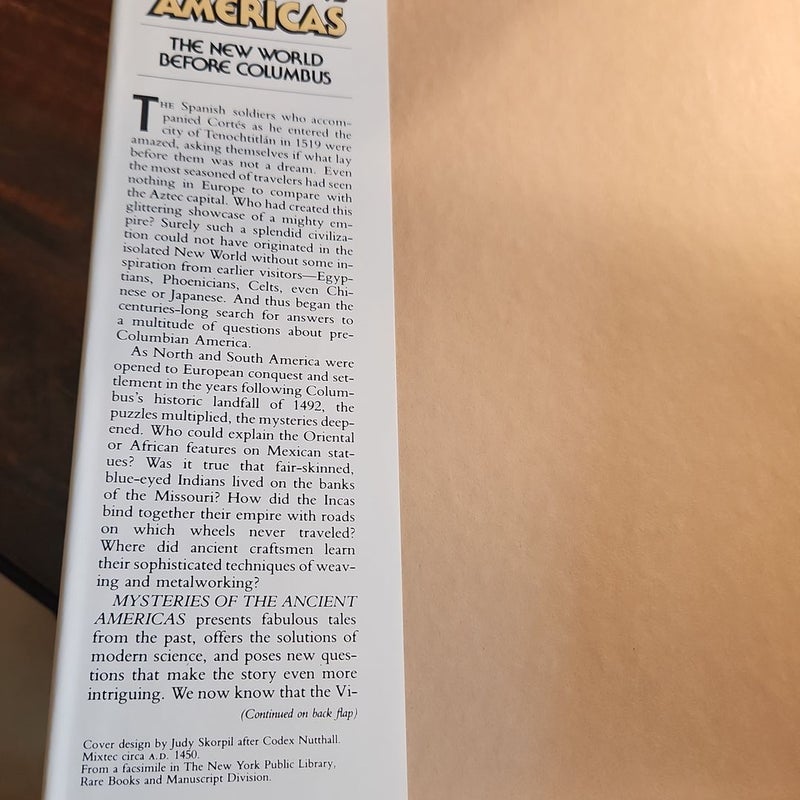 AMERICAS
THE NEW WORLD
BEFORE COLUMBUS
THE Spanish soldiers who accom-
panied Cortés as he entered the
city of Tenochtitlán in 1519 were
amazed, asking themselves if what lay
before them was not a dream. Even
the most seasoned of travelers had seen
nothing in Europe to compare with
the Aztec capital. Who had created this
glittering showcase of a mighty em-
pire? Surely such a splendid civiliza-
tion could not have originated in the
isolated New World without some in-
spiration from earlier visitors—Egyp-
tians, Phoenicians, Celts, even Chi-
nese or Japanese. And thus began the
centuries-long search for answers to
a multitude of questions about pre-
Columbian America.
As North and South America were
opened to European conquest and set-
tlement in the years following Colum-
bus's historic landfall of 1492, the
puzzles multiplied, the mysteries deep-
ened. Who could explain the Oriental
or African features on Mexican stat-
ues? Was it true that fair-skinned,
blue-eyed Indians lived on the banks
of the Missouri? How did the Incas
bind together their empire with roads
on which wheels never traveled?
Where did ancient craftsmen learn
their sophisticated techniques of weav-
ing and metalworking?
MYSTERIES OF THE ANCIENT
AMERICAS presents fabulous tales
from the past, offers the solutions of
modern science, and poses new ques-
tions that make the story even more
intriguing. We now know that the Vi-
(Continued on back flap)
Cover design by Judy Skorpil after Codex Nutthall.
Mixtec circa A.D. 1450.
From a facsimile in The New York Public Library,
Rare Books and Manuscript Division.